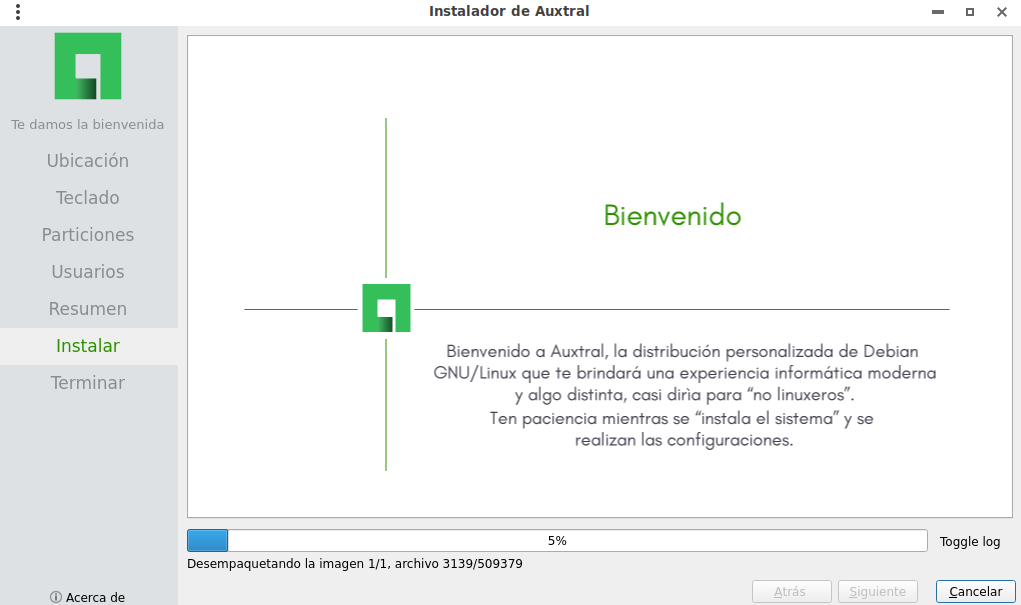 Instalador de Auxtral
Te damos la bienvenida
Ubicación
Teclado
Particiones
Usuarios
Resumen
Instalar
Terminar
Acerca de
Bienvenido
Bienvenido a Auxtral, la distribución personalizada de Debian
GNU/Linux que te brindará una experiencia informática moderna
y algo distinta, casi dirìa para “no linuxeros”.
Ten paciencia mientras se “instala el sistema” y se
realizan las configuraciones.
5%
Toggle log
Desempaquetando la imagen 1/1, archivo 3139/509379
Atrás
Siguiente
Cancelar